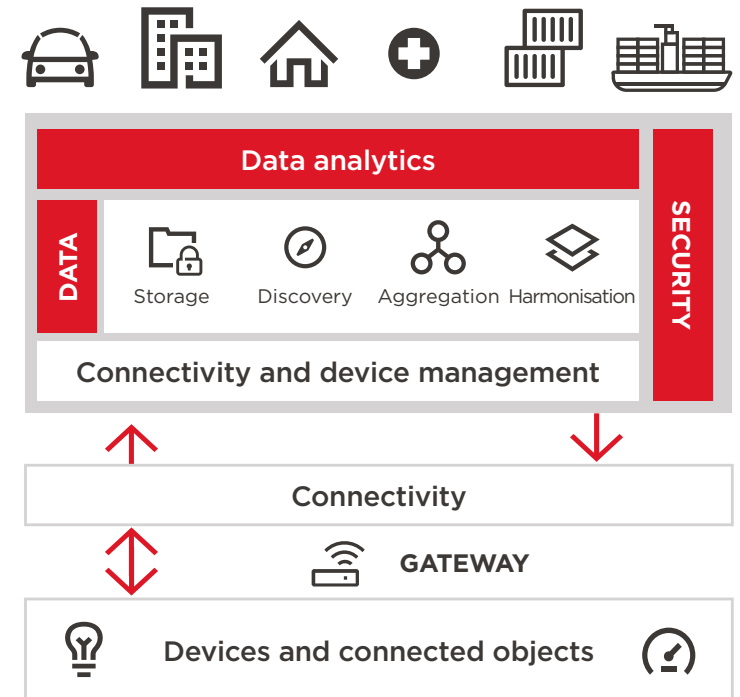 Data analytics
DATA
Storage
Discovery
Aggregation
Harmonisation
SECURITY
Connectivity and device management
Connectivity
GATEWAY
Devices and connected objects